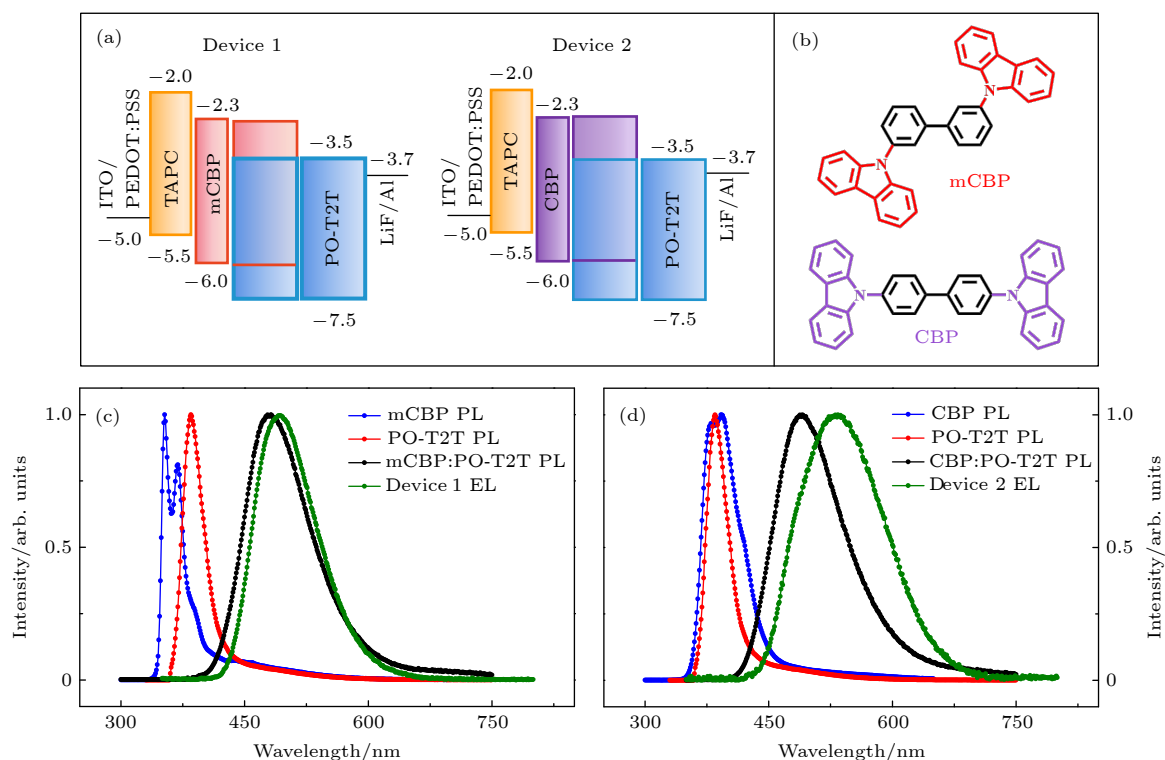 (a)
Device 1
Device 2
ITO/
PEDOT:PSS
−5.0
−2.0
TAPC
−5.5
−2.3
mCBP
−6.0
−3.5
PO-T2T
−7.5
−3.7
LiF/Al
ITO/
PEDOT:PSS
−5.0
−2.0
TAPC
−5.5
−2.3
CBP
−6.0
−3.5
PO-T2T
−7.5
−3.7
LiF/Al
(b)
N
N
mCBP
N
N
CBP
(c)
mCBP PL
PO-T2T PL
mCBP:PO-T2T PL
Device 1 EL
1.0
0.5
0
Intensity/arb. units
300
450
600
750
Wavelength/nm
(d)
CBP PL
PO-T2T PL
CBP:PO-T2T PL
Device 2 EL
1.0
0.5
0
Intensity/arb. units
300
450
600
750
Wavelength/nm